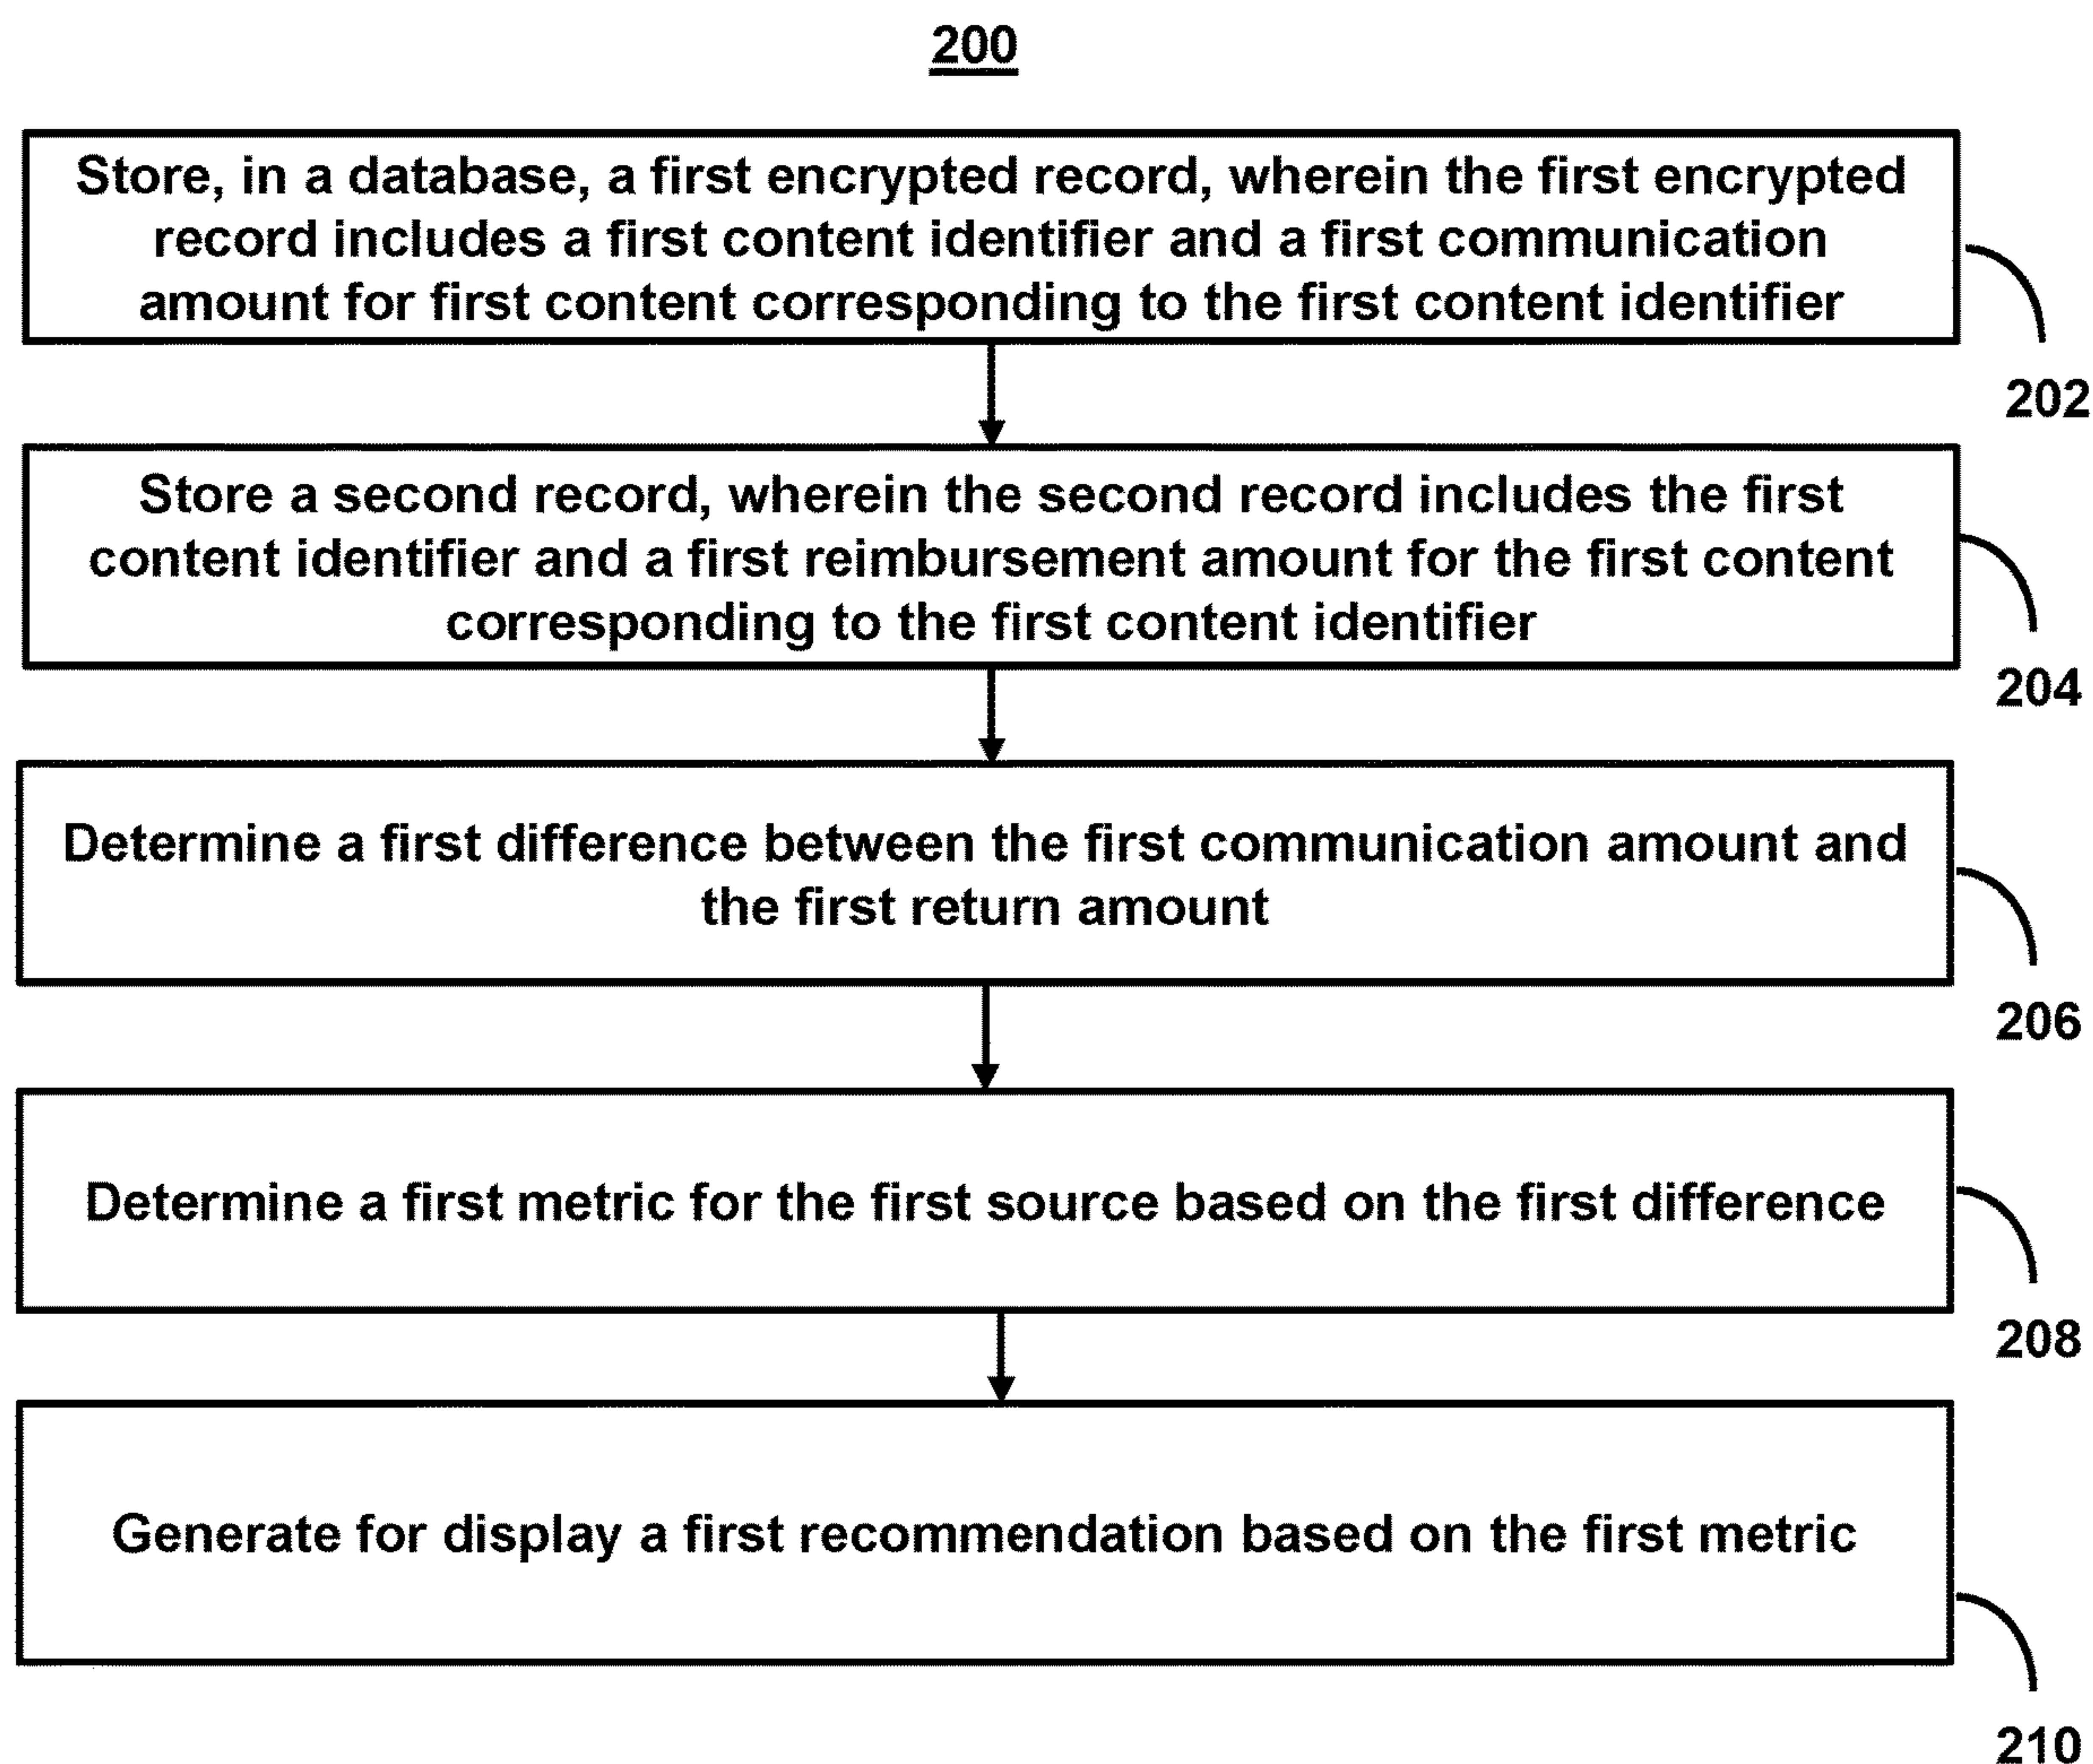 200
Store, in a database, a first encrypted record, wherein the first encrypted
record includes a first content identifier and a first communication
amount for first content corresponding to the first content identifier
202
Store a second record, wherein the second record includes the first
content identifier and a first reimbursement amount for the first content
corresponding to the first content identifier
204
Determine a first difference between the first communication amount and
the first return amount
206
Determine a first metric for the first source based on the first difference
208
Generate for display a first recommendation based on the first metric
210